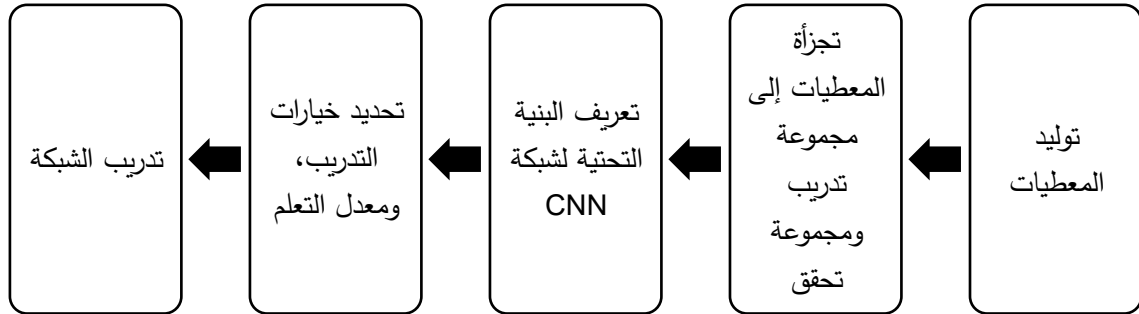 توليد
المعطيات
تجزأة
المعطيات إلى
مجموعة
تدريب
ومجموعة
تحقق
تعريف البنية
التحتية لشبكة
CNN
تحديد خيارات
التدريب،
ومعدل التعلم
تدريب الشبكة